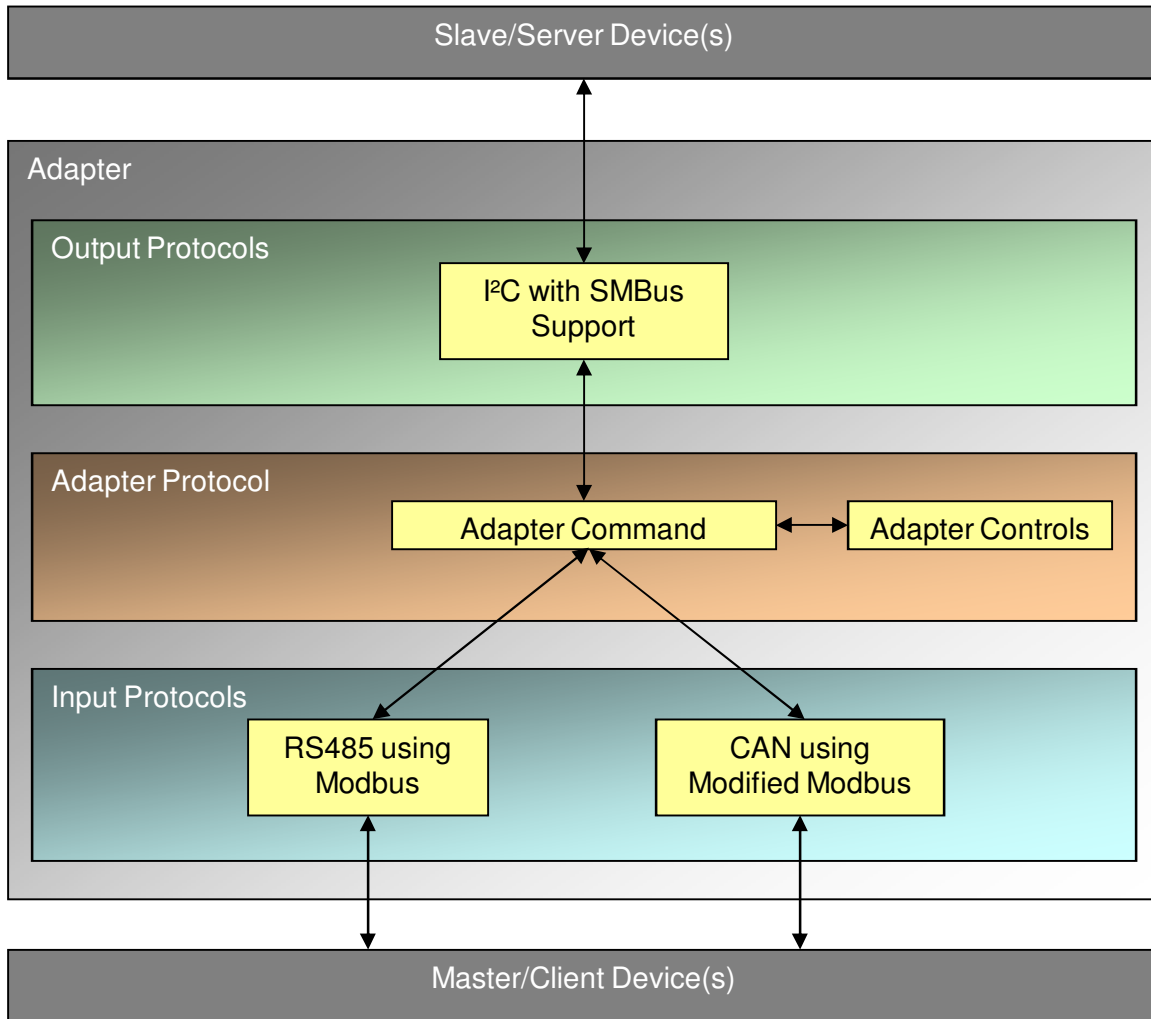 Slave/Server Device(s)
Adapter
Output Protocols
I²C with SMBus
Support
Adapter Protocol
Adapter Command
Adapter Controls
Input Protocols
RS485 using
Modbus
CAN using
Modified Modbus
Master/Client Device(s)